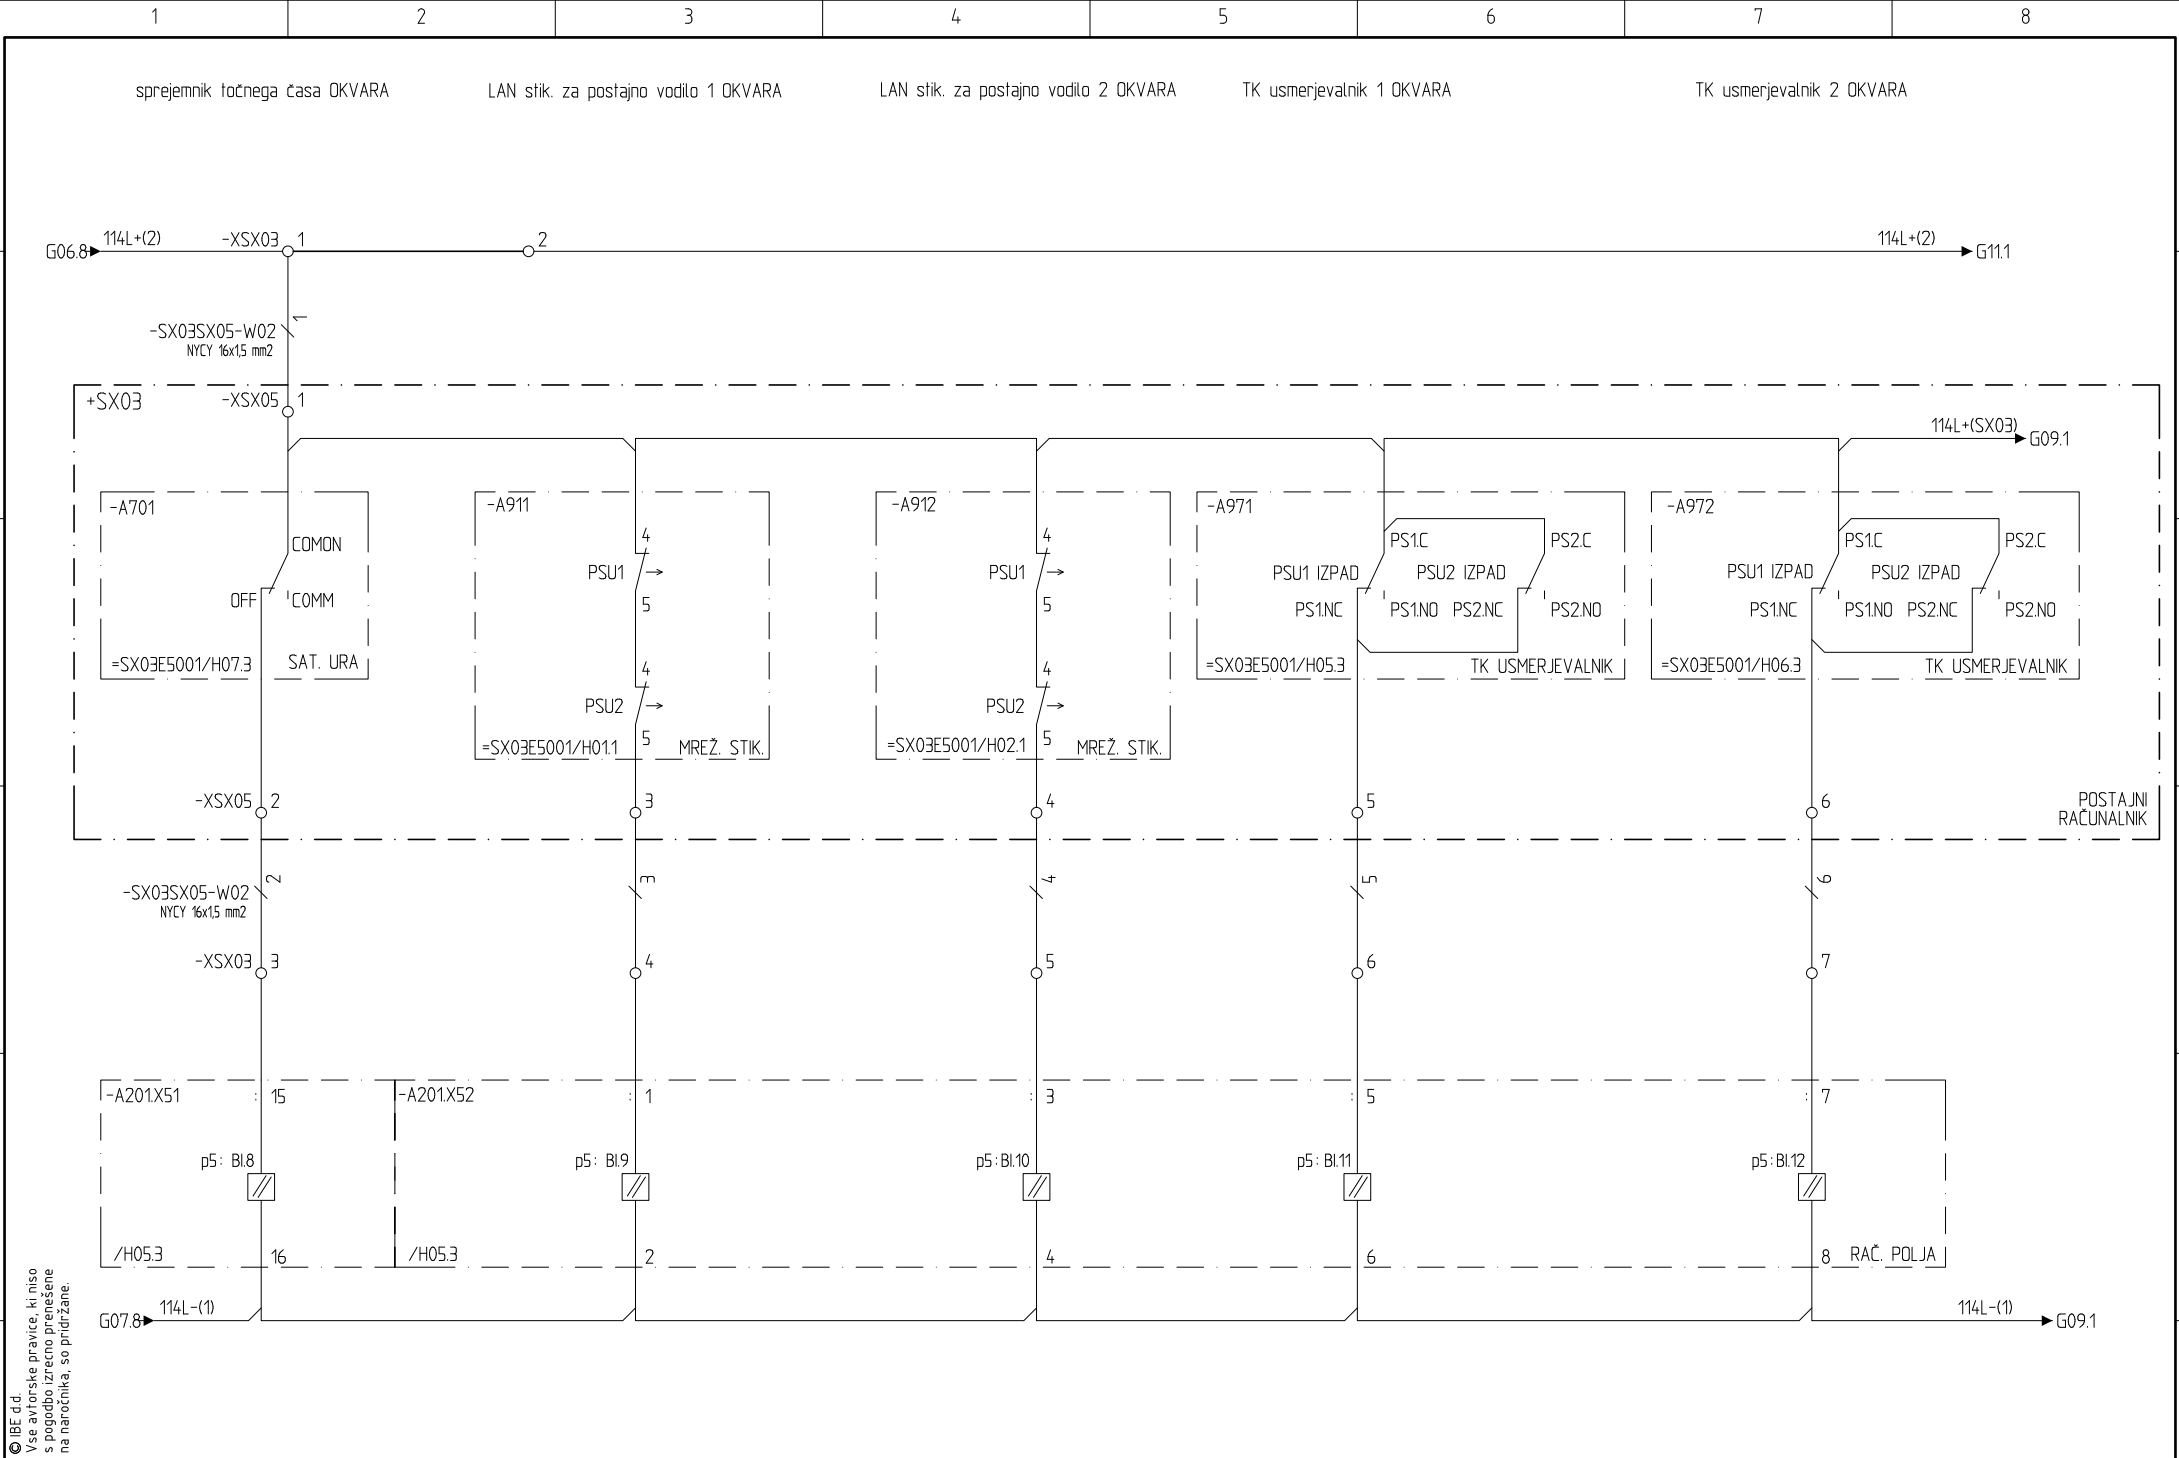 1 2 3 4 5 6 7 8
sprejemnik točnega časa OKVARA
LAN stik. za postajno vodilo 1 OKVARA
LAN stik. za postajno vodilo 2 OKVARA
TK usmerjevalnik 1 OKVARA
TK usmerjevalnik 2 OKVARA
G06.8
114L+(2)
-XSX03
1
2
114L+(2)
G11.1
-SX03SX05-W02
1
NYCY 16x1,5 mm2
+SX03
-XSX05
1
114L+(SX03)
G09.1
-A701
COMON
OFF
COMM
=SX03E5001/H07.3
SAT. URA
-A911
4
PSU1
5
4
PSU2
5
=SX03E5001/H01.1
MREŽ. STIK.
-A912
4
PSU1
5
4
PSU2
5
=SX03E5001/H02.1
MREŽ. STIK.
-A971
PS1.C
PS2.C
PSU1 IZPAD
PSU2 IZPAD
PS1.NC
PS1.NO
PS2.NC
PS2.NO
=SX03E5001/H05.3
TK USMERJEVALNIK
-A972
PS1.C
PS2.C
PSU1 IZPAD
PSU2 IZPAD
PS1.NC
PS1.NO
PS2.NC
PS2.NO
=SX03E5001/H06.3
TK USMERJEVALNIK
-XSX05
2
3
4
5
6
POSTAJNI
RAČUNALNIK
-SX03SX05-W02
2
3
4
5
6
NYCY 16x1,5 mm2
-XSX03
3
4
5
6
7
-A201.X51
: 15
-A201.X52
: 1
: 3
: 5
: 7
p5: BI.8
p5: BI.9
p5:BI.10
p5:BI.11
p5:BI.12
/H05.3
16
/H05.3
2
4
6
8
RAČ. POLJA
G07.8
114L-(1)
114L-(1)
G09.1
© IBE d.d.
Vse avtorske pravice, ki niso
s pogodbo izrecno prenešene
na naročnika, so pridržane.